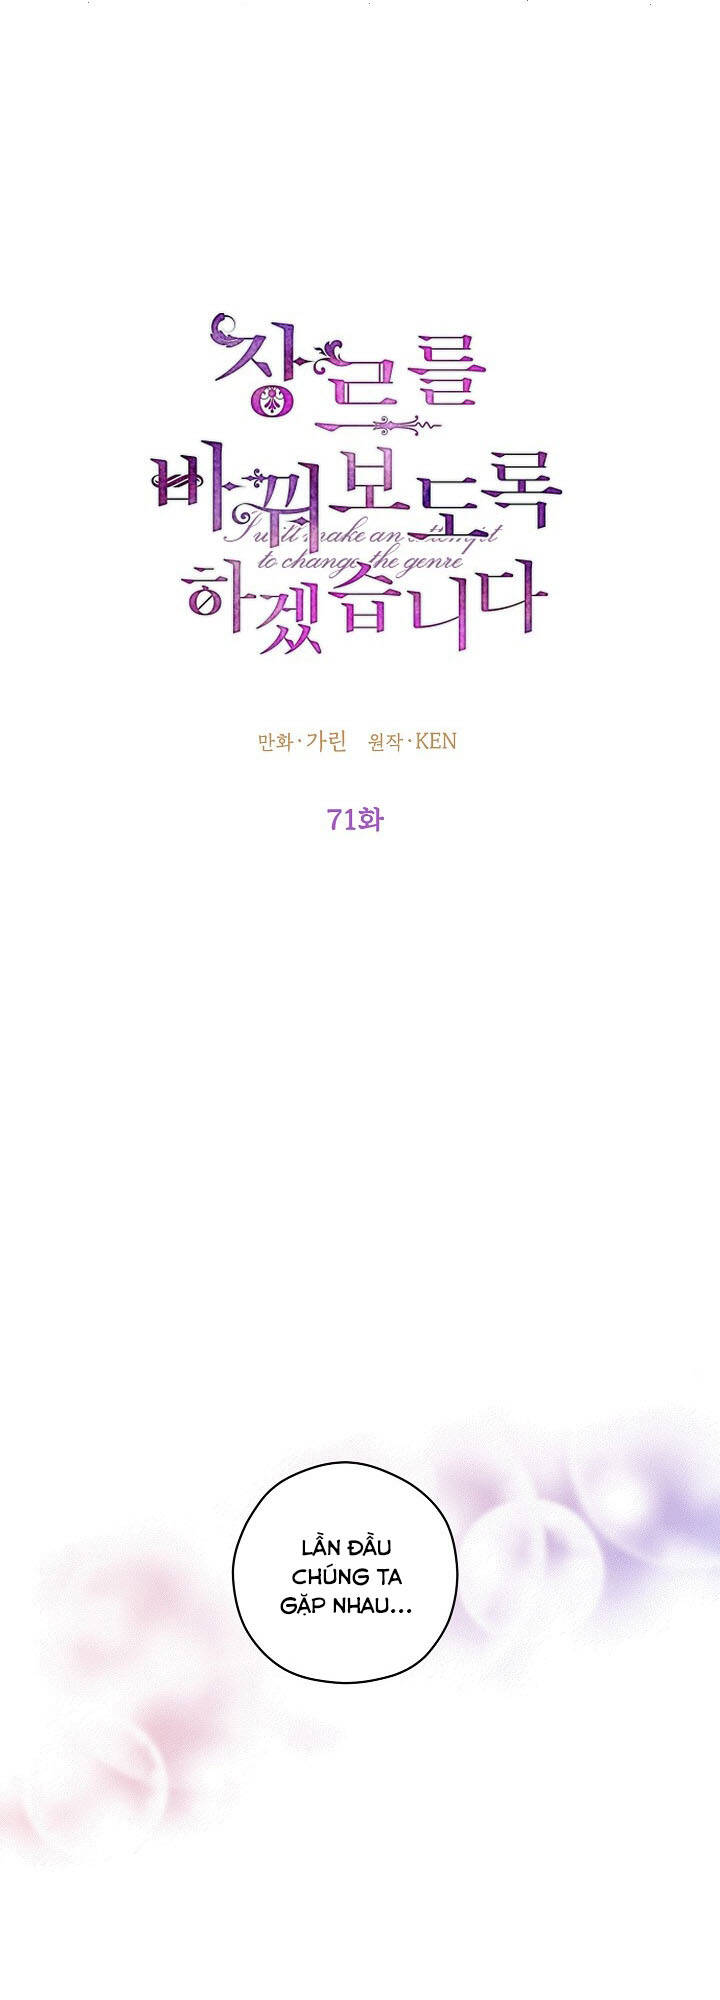 장르를
바꿔보도록
I will make an attempt
to change the genre
하겠습니다
만화·가린 원작·KEN
71화
LẦN ĐẦU
CHÚNG TA
GẶP NHAU...